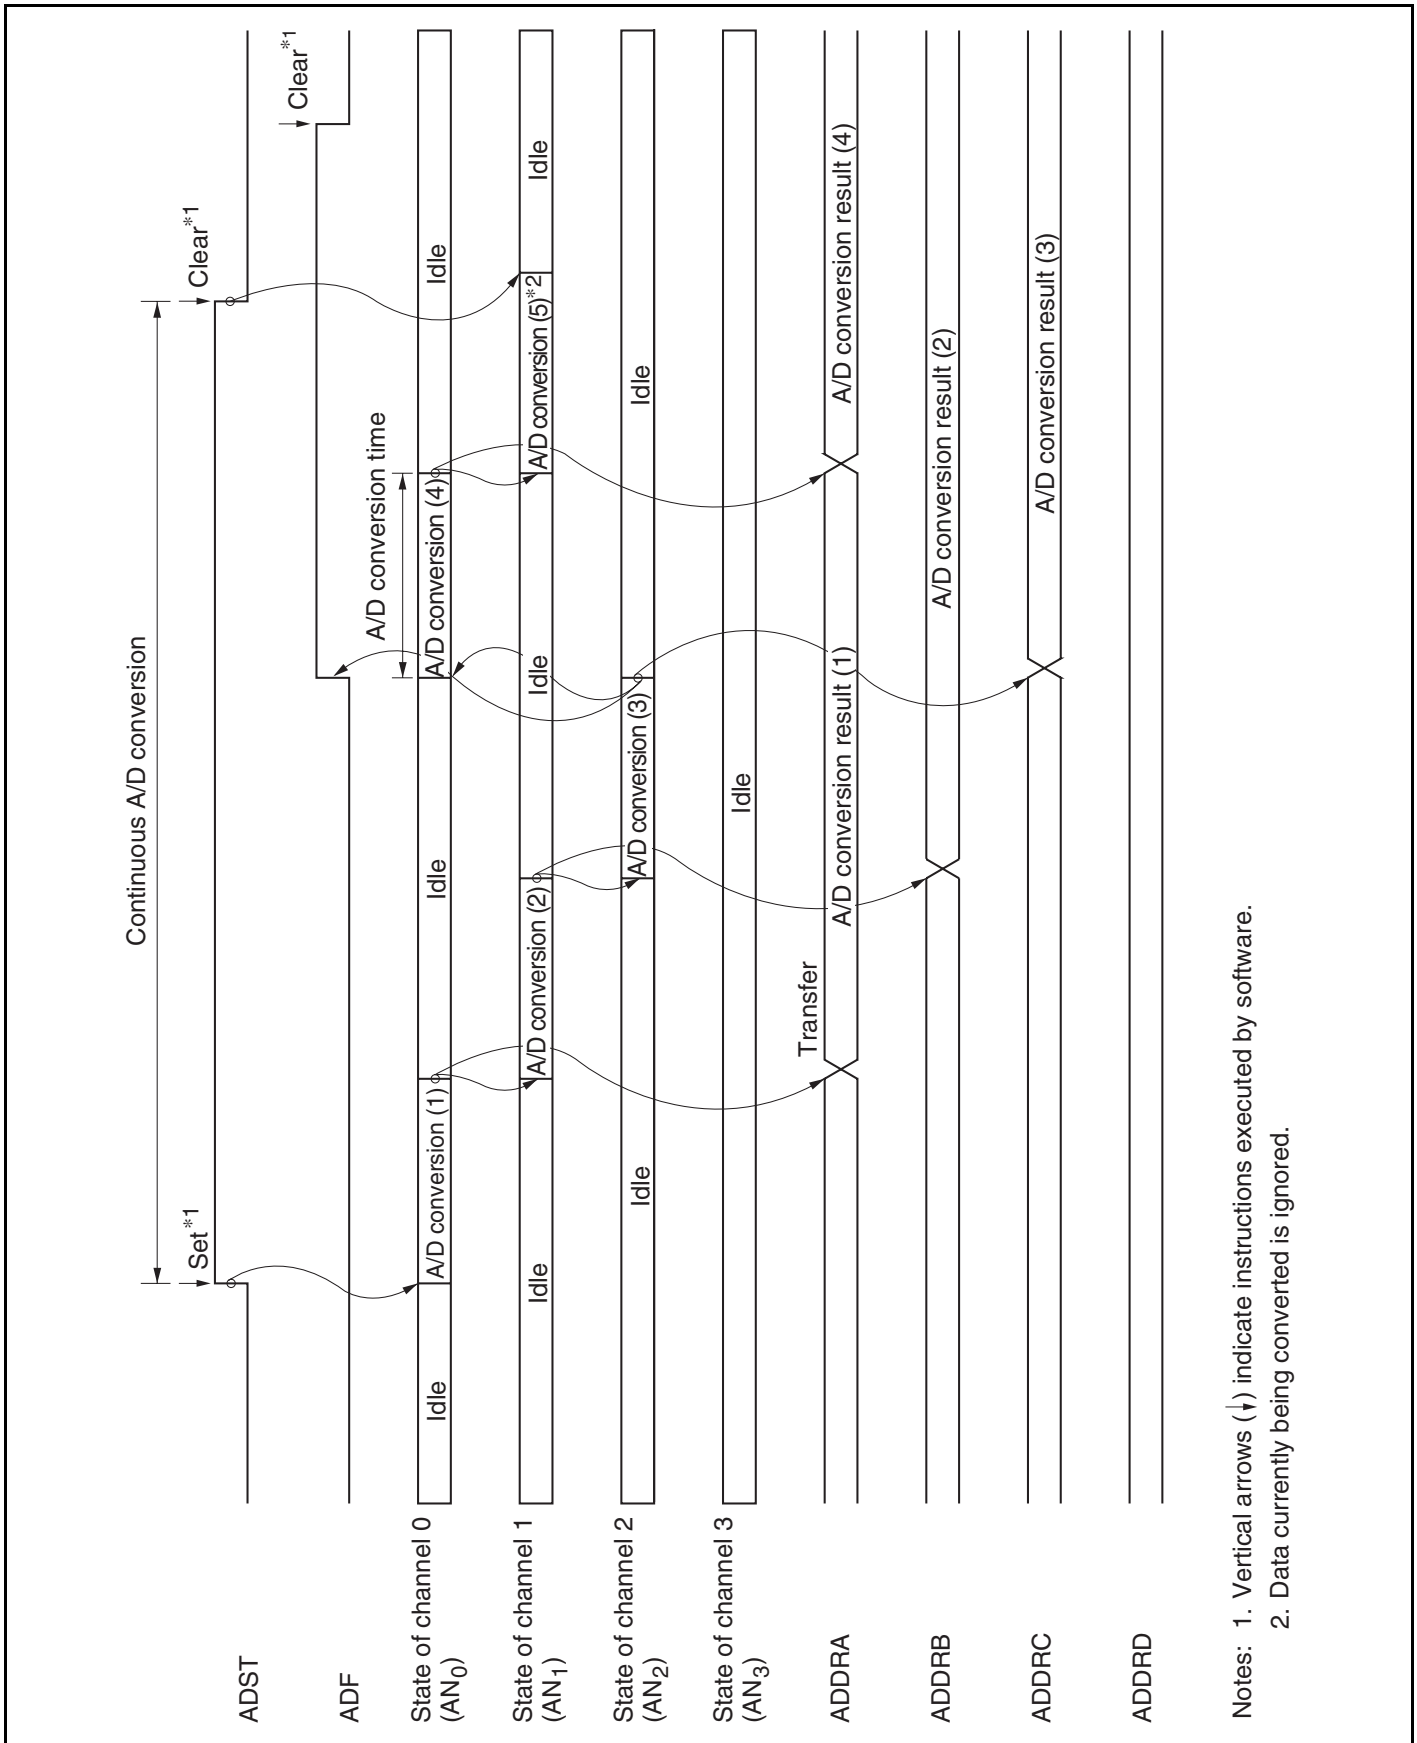 Continuous A/D conversion
Set*1
Clear*1
ADST
Clear*1
ADF
A/D conversion time
State of channel 0
(AN0)
Idle
A/D conversion (1)
Idle
A/D conversion (4)
Idle
State of channel 1
(AN1)
Idle
A/D conversion (2)
Idle
A/D conversion (5)*2
Idle
State of channel 2
(AN2)
Idle
A/D conversion (3)
Idle
State of channel 3
(AN3)
Idle
Transfer
ADDRA
A/D conversion result (1)
A/D conversion result (4)
ADDRB
A/D conversion result (2)
ADDRC
A/D conversion result (3)
ADDRD
Notes: 1. Vertical arrows (↓) indicate instructions executed by software.
2. Data currently being converted is ignored.